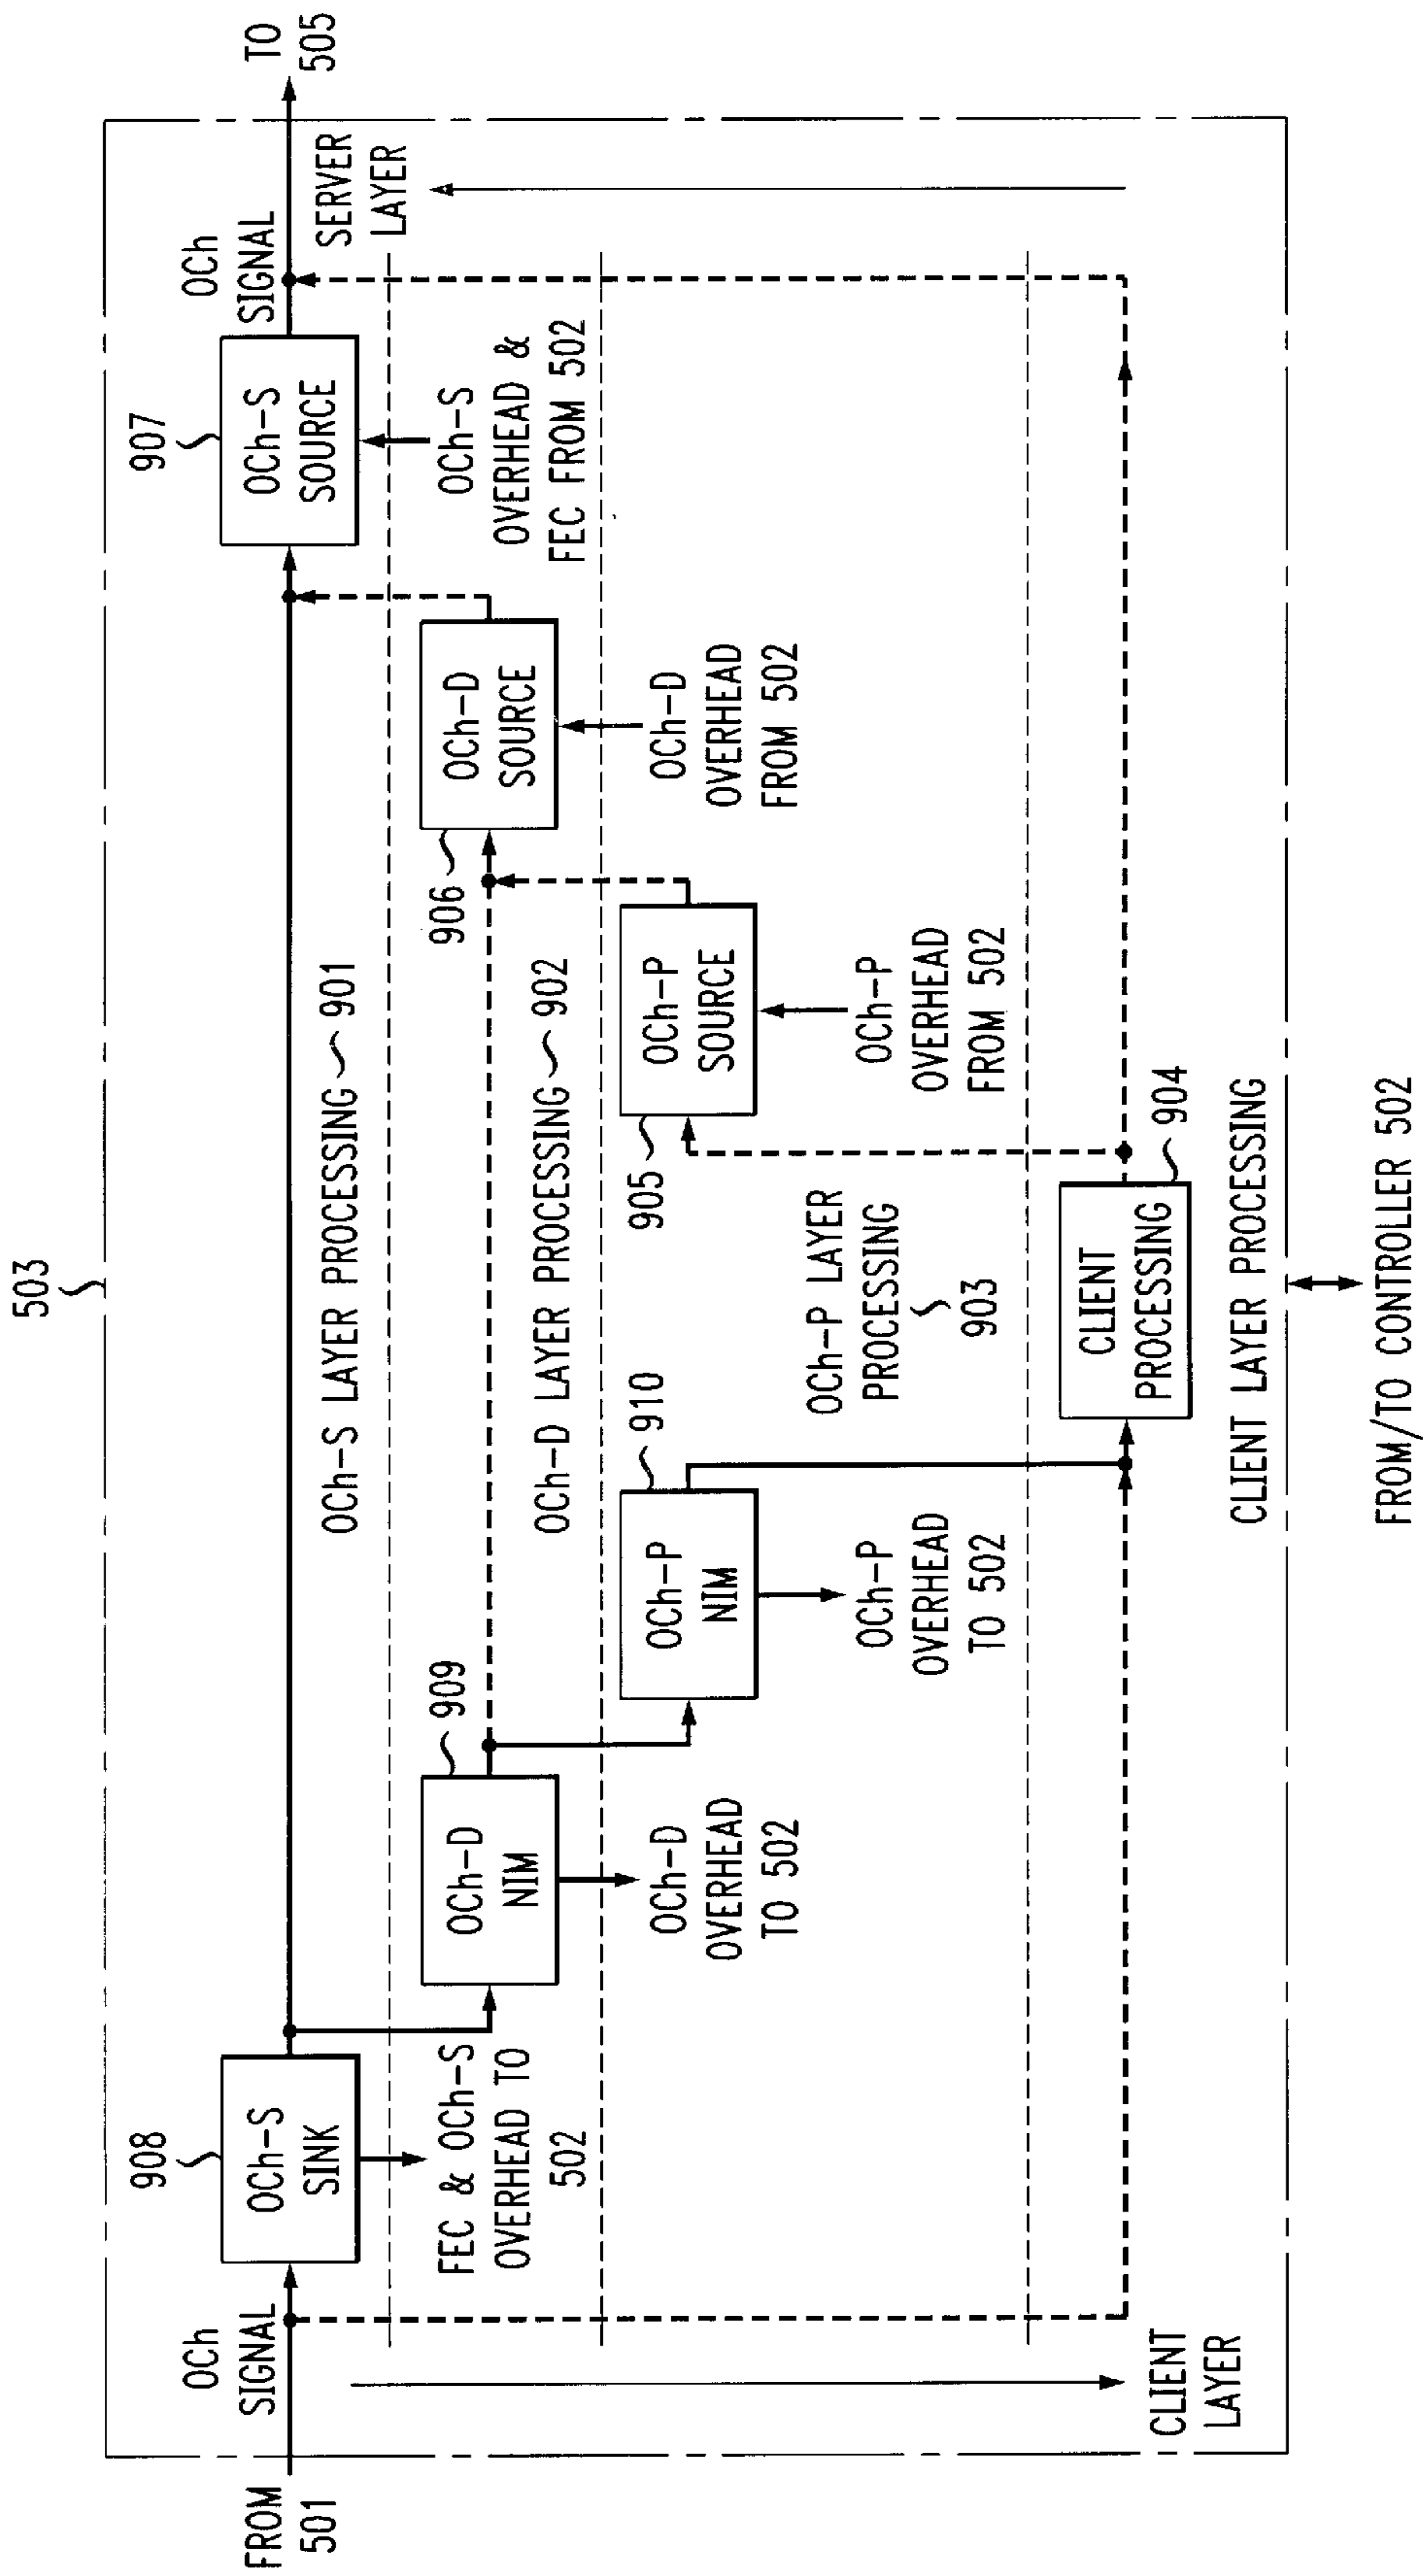 503
FROM
501
OCh
SIGNAL
908
OCh-S
SINK
FEC & OCh-S
OVERHEAD TO
502
OCh-S LAYER PROCESSING 901
907
OCh-S
SOURCE
OCh
SIGNAL
TO
505
SERVER
LAYER
OCh-S
OVERHEAD &
FEC FROM 502
909
OCh-D
NIM
OCh-D
OVERHEAD
TO 502
OCh-D LAYER PROCESSING 902
906
OCh-D
SOURCE
OCh-D
OVERHEAD
FROM 502
910
OCh-P
NIM
OCh-P
OVERHEAD
TO 502
OCh-P LAYER
PROCESSING
903
905
OCh-P
SOURCE
OCh-P
OVERHEAD
FROM 502
904
CLIENT
PROCESSING
CLIENT
LAYER
CLIENT LAYER PROCESSING
FROM/TO CONTROLLER 502